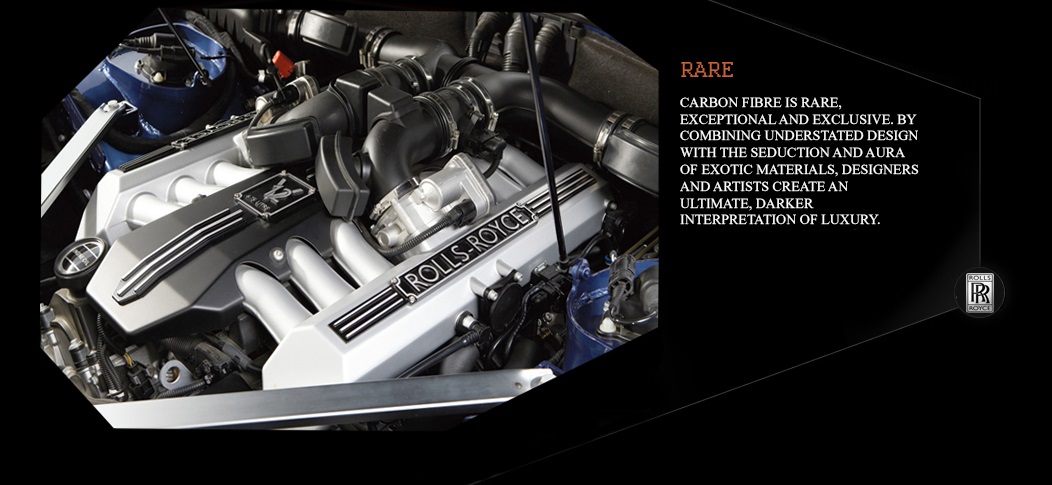 RARE
CARBON FIBRE IS RARE,
EXCEPTIONAL AND EXCLUSIVE. BY
COMBINING UNDERSTATED DESIGN
WITH THE SEDUCTION AND AURA
OF EXOTIC MATERIALS, DESIGNERS
AND ARTISTS CREATE AN
ULTIMATE, DARKER
INTERPRETATION OF LUXURY.
ROLLS-ROYCE
V12
ROLLS
RR
ROYCE